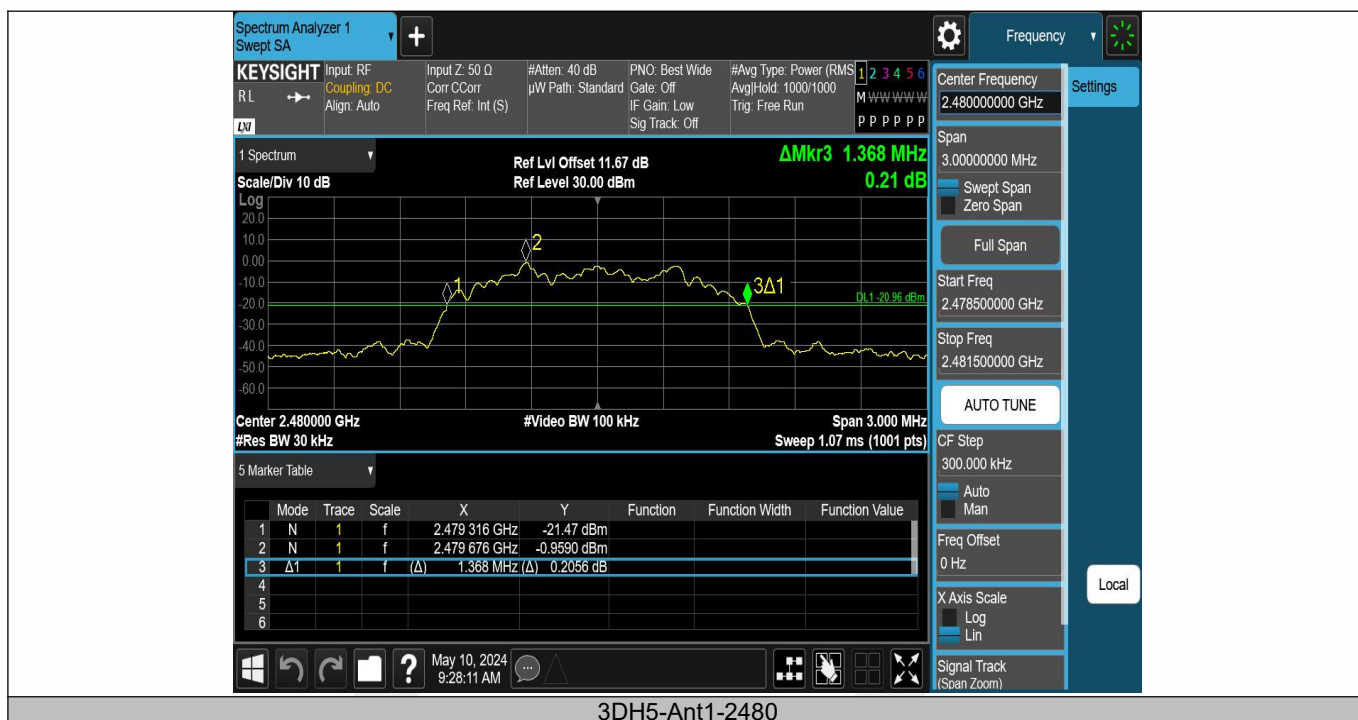 Spectrum Analyzer 1
Swept SA
+
Frequency
KEYSIGHT
RL
LXI
Input: RF
Coupling: DC
Align: Auto
Input Z: 50 Ω
Corr CCorr
Freq Ref: Int (S)
#Atten: 40 dB
µW Path: Standard
PNO: Best Wide
Gate: Off
IF Gain: Low
Sig Track: Off
#Avg Type: Power (RMS
Avg|Hold: 1000/1000
Trig: Free Run
1 2 3 4 5 6
M W W W W W
P P P P P P
1 Spectrum
Scale/Div 10 dB
Ref Lvl Offset 11.67 dB
Ref Level 30.00 dBm
ΔMkr3 1.368 MHz
0.21 dB
Log
20.0
10.0
0.00
-10.0
-20.0
-30.0
-40.0
-50.0
-60.0
1
2
3Δ1
DL1 -20.96 dBm
Center 2.480000 GHz
#Video BW 100 kHz
Span 3.000 MHz
#Res BW 30 kHz
Sweep 1.07 ms (1001 pts)
5 Marker Table
Mode Trace Scale X Y Function Function Width Function Value
1 N 1 f 2.479 316 GHz -21.47 dBm
2 N 1 f 2.479 676 GHz -0.9590 dBm
3 Δ1 1 f (Δ) 1.368 MHz (Δ) 0.2056 dB
4
5
6
?
May 10, 2024
9:28:11 AM
Center Frequency
2.480000000 GHz
Settings
Span
3.00000000 MHz
Swept Span
Zero Span
Full Span
Start Freq
2.478500000 GHz
Stop Freq
2.481500000 GHz
AUTO TUNE
CF Step
300.000 kHz
Auto
Man
Freq Offset
0 Hz
X Axis Scale
Log
Lin
Local
Signal Track
(Span Zoom)
3DH5-Ant1-2480